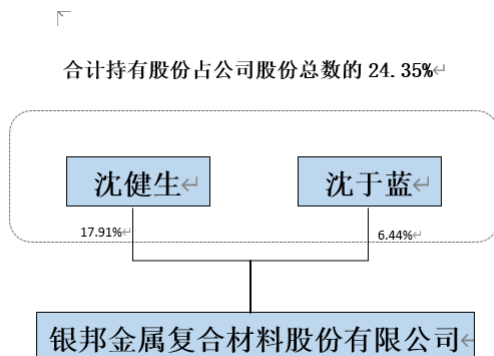 合计持有股份占公司股份总数的 24.35%
沈健生
沈于蓝
17.91%
6.44%
银邦金属复合材料股份有限公司